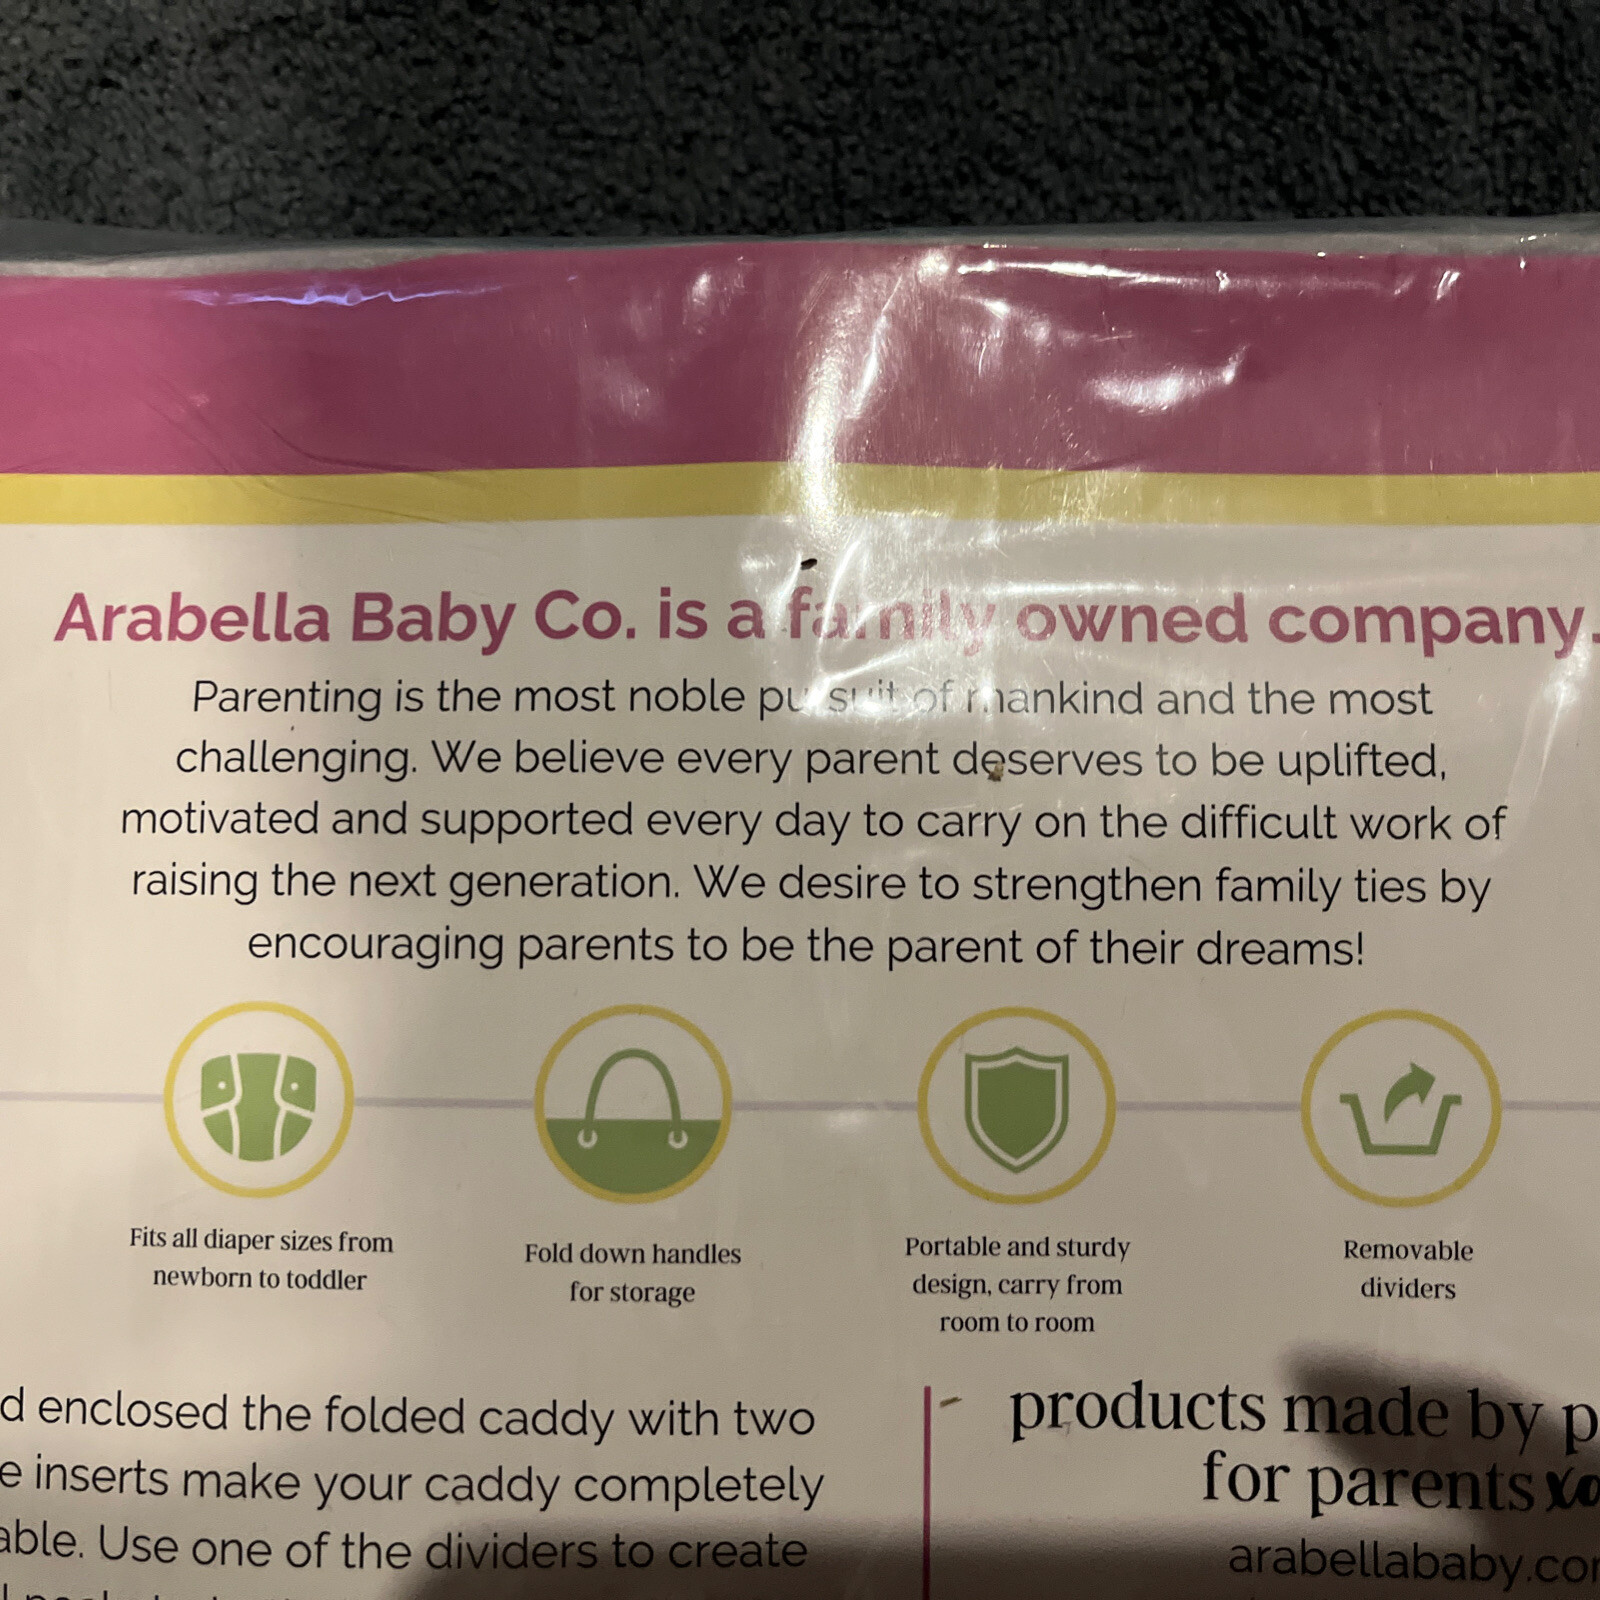 Arabella Baby Co. is a family owned company.
Parenting is the most noble pursuit of mankind and the most
challenging. We believe every parent deserves to be uplifted,
motivated and supported every day to carry on the difficult work of
raising the next generation. We desire to strengthen family ties by
encouraging parents to be the parent of their dreams!
Fits all diaper sizes from
newborn to toddler
Fold down handles
for storage
Portable and sturdy
design, carry from
room to room
Removable
dividers
enclosed the folded caddy with two
inserts make your caddy completely
Use one of the dividers to create
products made by
for parents
arabellababy.co